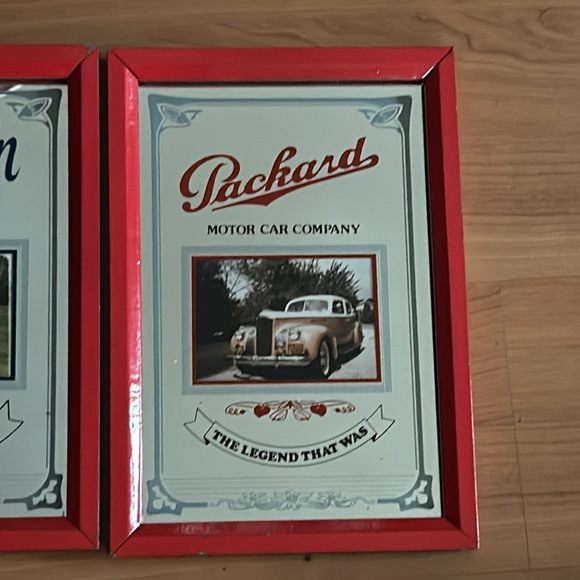 n
Packard
MOTOR CAR COMPANY
THE LEGEND THAT WAS